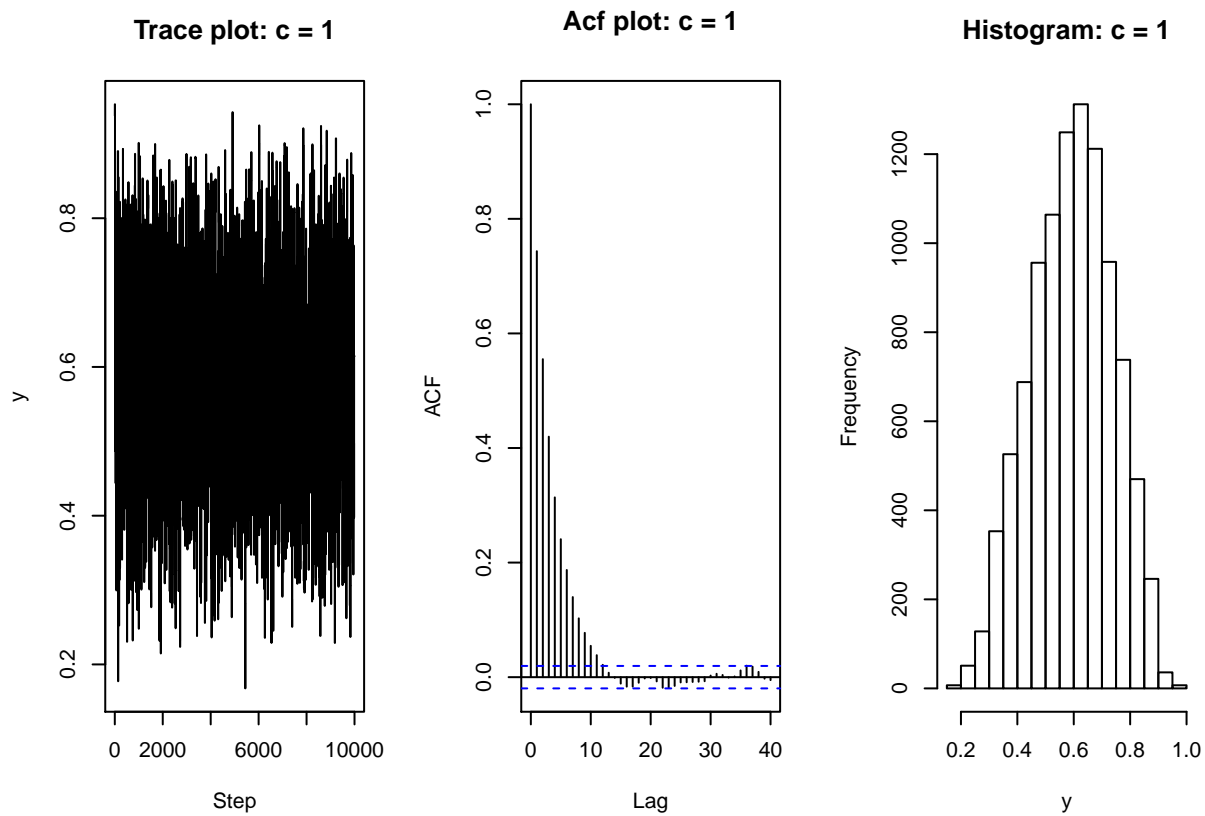 Trace plot: c = 1
y
0.2 0.4 0.6 0.8
0 2000 6000 10000
Step
Acf plot: c = 1
ACF
0.0 0.2 0.4 0.6 0.8 1.0
0 10 20 30 40
Lag
Histogram: c = 1
Frequency
0 200 400 600 800 1000 1200
0.2 0.4 0.6 0.8 1.0
y